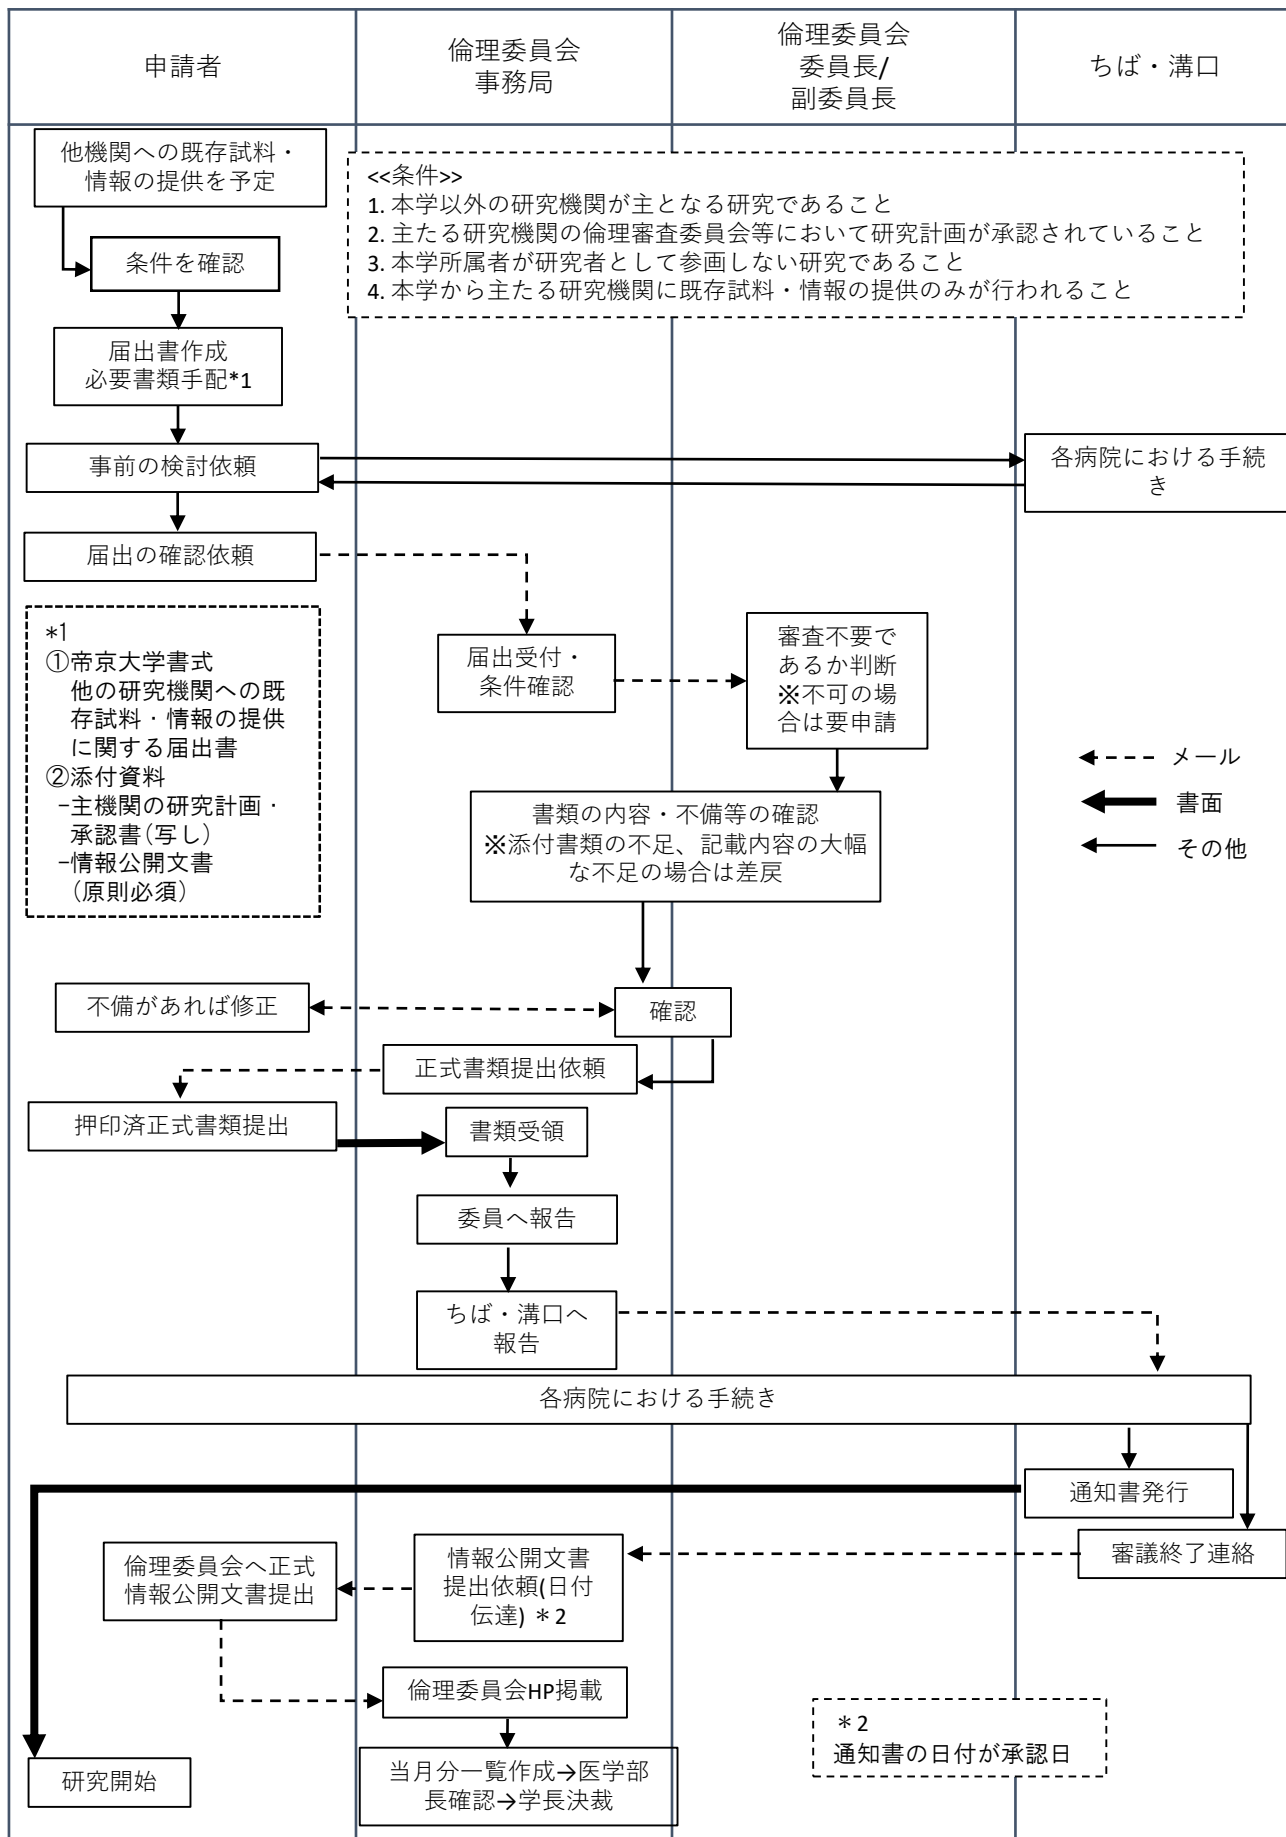 申請者
倫理委員会
事務局
倫理委員会
委員長/
副委員長
ちば・溝口
他機関への既存試料・
情報の提供を予定
<<条件>>
1. 本学以外の研究機関が主となる研究であること
2. 主たる研究機関の倫理審査委員会等において研究計画が承認されていること
3. 本学所属者が研究者として参画しない研究であること
4. 本学から主たる研究機関に既存試料・情報の提供のみが行われること
条件を確認
届出書作成
必要書類手配*1
事前の検討依頼
各病院における手続
き
届出の確認依頼
*1
①帝京大学書式
他の研究機関への既
存試料・情報の提供
に関する届出書
②添付資料
-主機関の研究計画・
承認書(写し)
-情報公開文書
(原則必須)
届出受付・
条件確認
審査不要で
あるか判断
※不可の場
合は要申請
メール
書面
その他
書類の内容・不備等の確認
※添付書類の不足、記載内容の大幅
な不足の場合は差戻
不備があれば修正
確認
正式書類提出依頼
押印済正式書類提出
書類受領
委員へ報告
ちば・溝口へ
報告
各病院における手続き
通知書発行
審議終了連絡
情報公開文書
提出依頼(日付
伝達) ＊2
倫理委員会へ正式
情報公開文書提出
倫理委員会HP掲載
＊2
通知書の日付が承認日
研究開始
当月分一覧作成→医学部
長確認→学長決裁